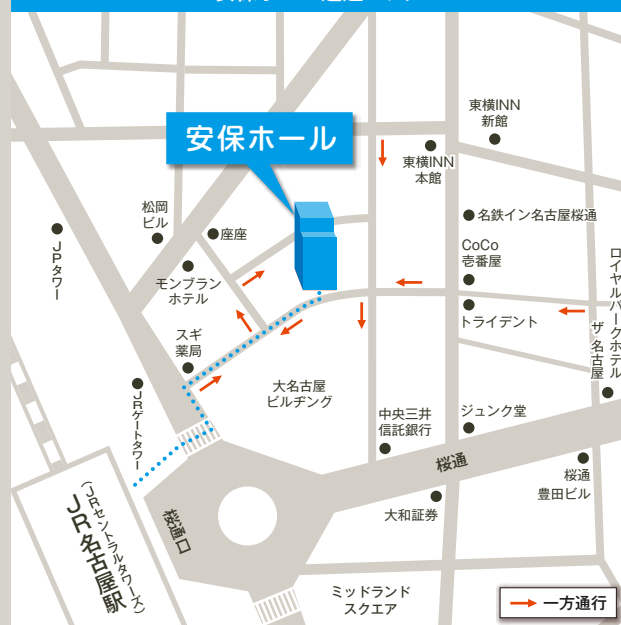 東横INN
新館
安保ホール
東横INN
本館
松岡
ビル
座座
名鉄イン名古屋桜通
JPタワー
CoCo
壱番屋
ロイヤルパークホテル
ザ 名古屋
モンブラン
ホテル
トライデント
スギ
薬局
大名古屋
ビルヂング
JRゲートタワー
中央三井
信託銀行
ジュンク堂
桜通
桜通
豊田ビル
大和証券
JR名古屋駅
(JRセントラルタワーズ)
桜通口
ミッドランド
スクエア
一方通行